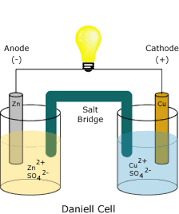 Anode
(-)
Cathode
(+)
Zn
Cu
Salt
Bridge
Zn2+
SO42-
Cu2+
SO42-
Daniell Cell